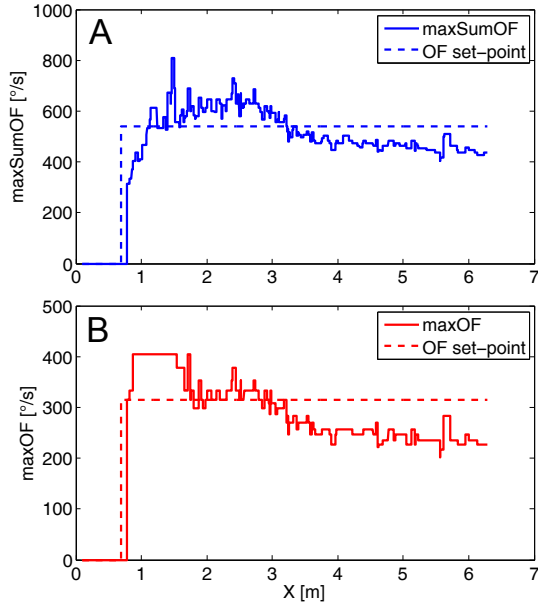 A
maxSumOF
OF set-point
1000
800
600
400
200
0
maxSumOF [°/s]
0 1 2 3 4 5 6 7
B
maxOF
OF set-point
500
400
300
200
100
0
maxOF [°/s]
0 1 2 3 4 5 6 7
X [m]